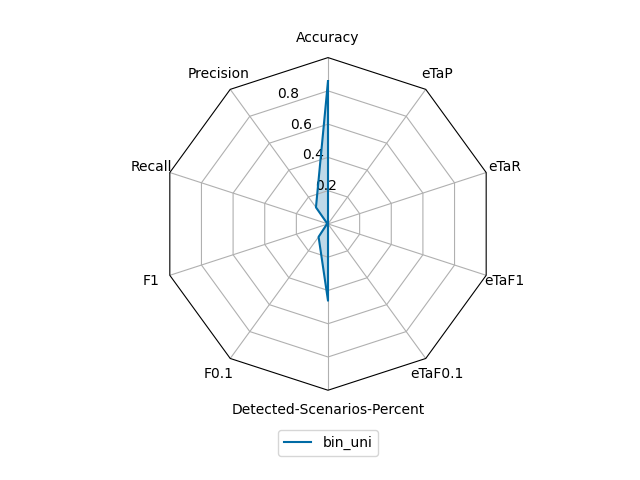 Accuracy
Precision
eTaP
0.8
0.6
0.4
0.2
Recall
eTaR
F1
eTaF1
F0.1
eTaF0.1
Detected-Scenarios-Percent
bin_uni